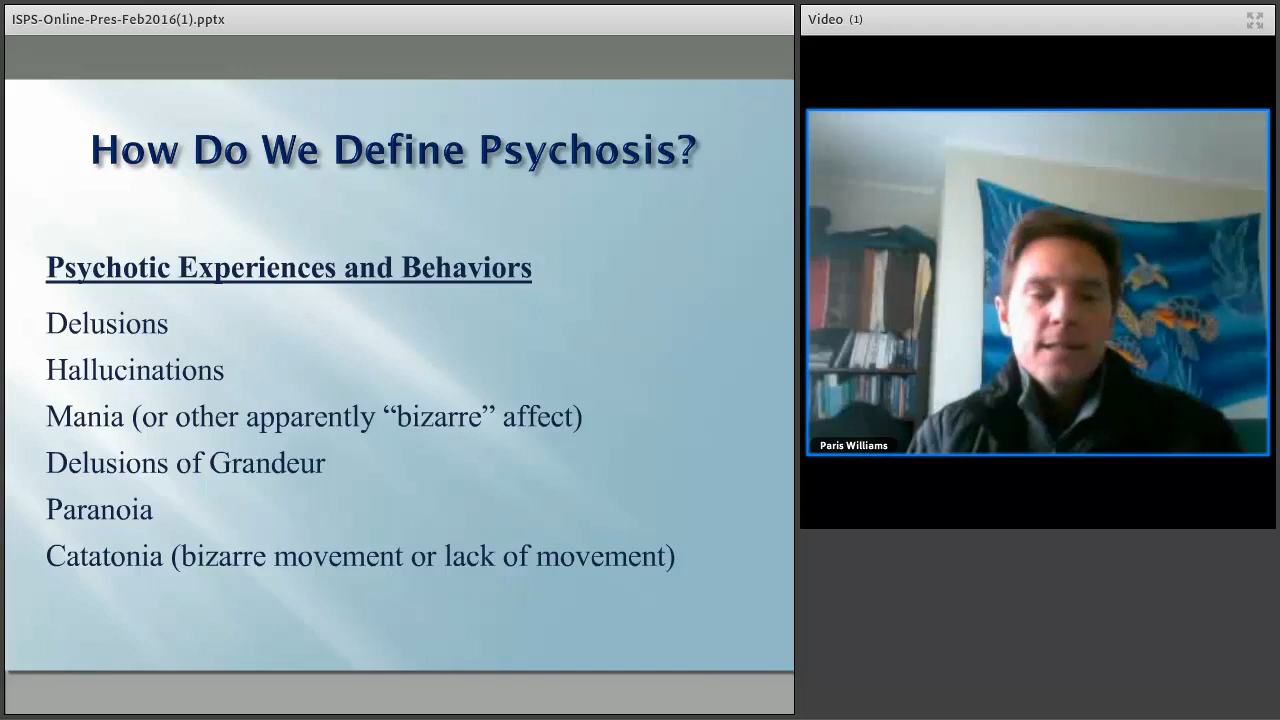 ISPS-Online-Pres-Feb2016(1).pptx
Video (1)
How Do We Define Psychosis?
Psychotic Experiences and Behaviors
Delusions
Hallucinations
Mania (or other apparently “bizarre” affect)
Delusions of Grandeur
Paranoia
Catatonia (bizarre movement or lack of movement)
Paris Williams